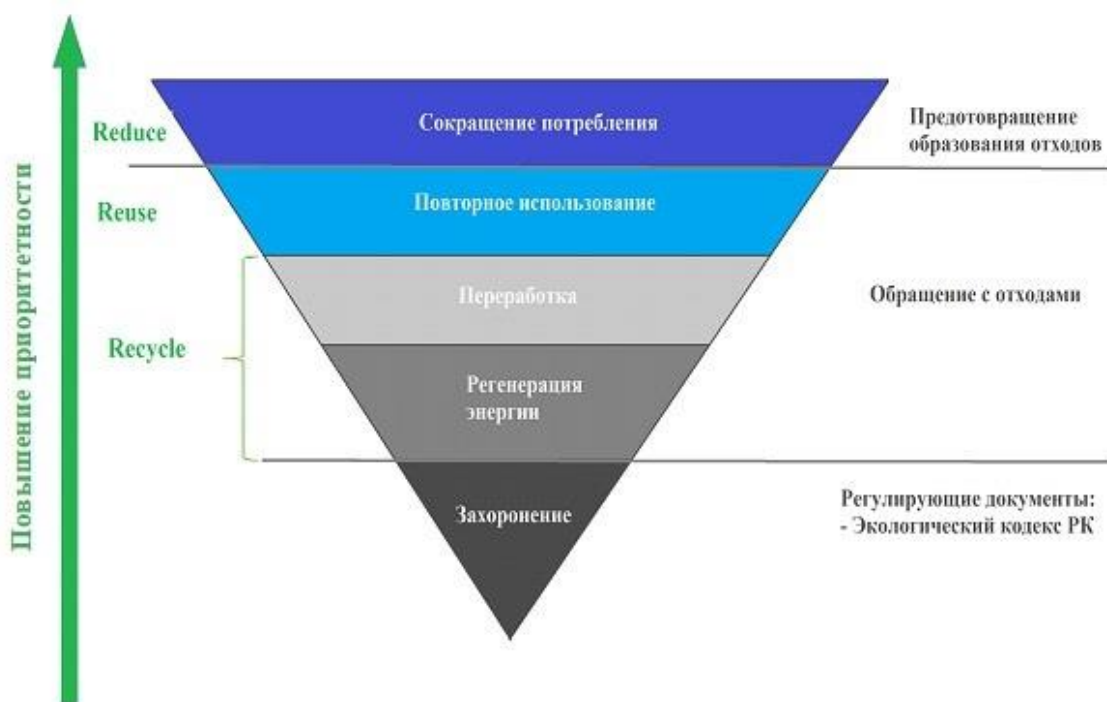 Повышение приоритетности
Reduce
Сокращение потребления
Предотовращение
образования отходов
Reuse
Повторное использование
Переработка
Обращение с отходами
Recycle
Регенерация
энергии
Захоронение
Регулирующие документы:
- Экологический кодекс РК